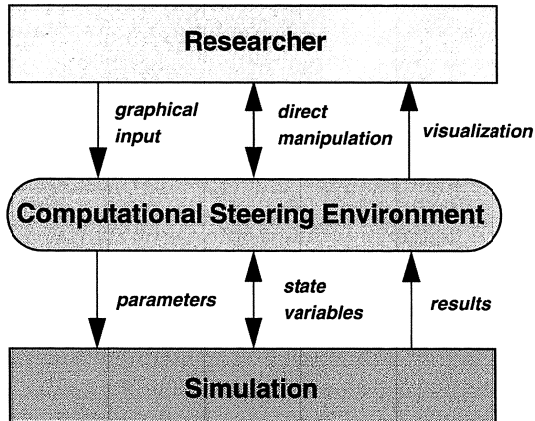 Researcher
graphical
input
direct
manipulation
visualization
Computational Steering Environment
parameters
state
variables
results
Simulation